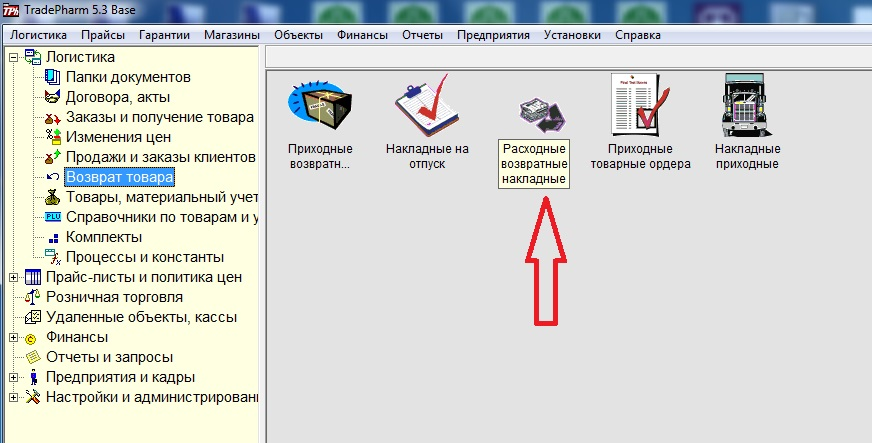 TradePharm 5.3 Base
Логистика Прайсы Гарантии Магазины Объекты Финансы Отчеты Предприятия Установки Справка
Логистика
Папки документов
Договора, акты
Заказы и получение товара
Изменения цен
Продажи и заказы клиентов
Возврат товара
Товары, материальный учет
Справочники по товарам и у
Комплекты
Процессы и константы
Прайс-листы и политика цен
Розничная торговля
Удаленные объекты, кассы
Финансы
Отчеты и запросы
Предприятия и кадры
Настройки и администрирован
Приходные
возвратн...
Накладные на
отпуск
Расходные
возвратные
накладные
Приходные
товарные ордера
Накладные
приходные